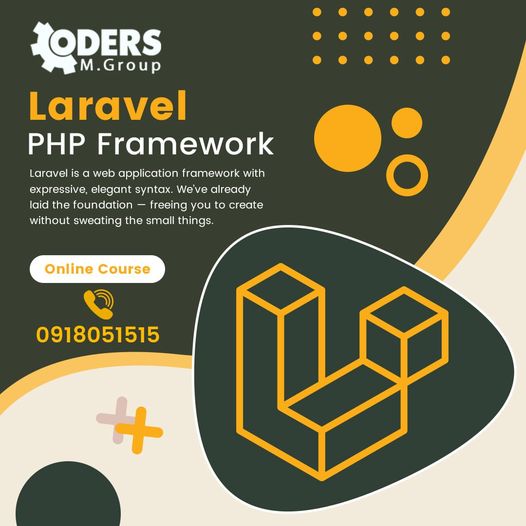 CODERS
M.Group
Laravel
PHP Framework
Laravel is a web application framework with
expressive, elegant syntax. We've already
laid the foundation — freeing you to create
without sweating the small things.
Online Course
0918051515